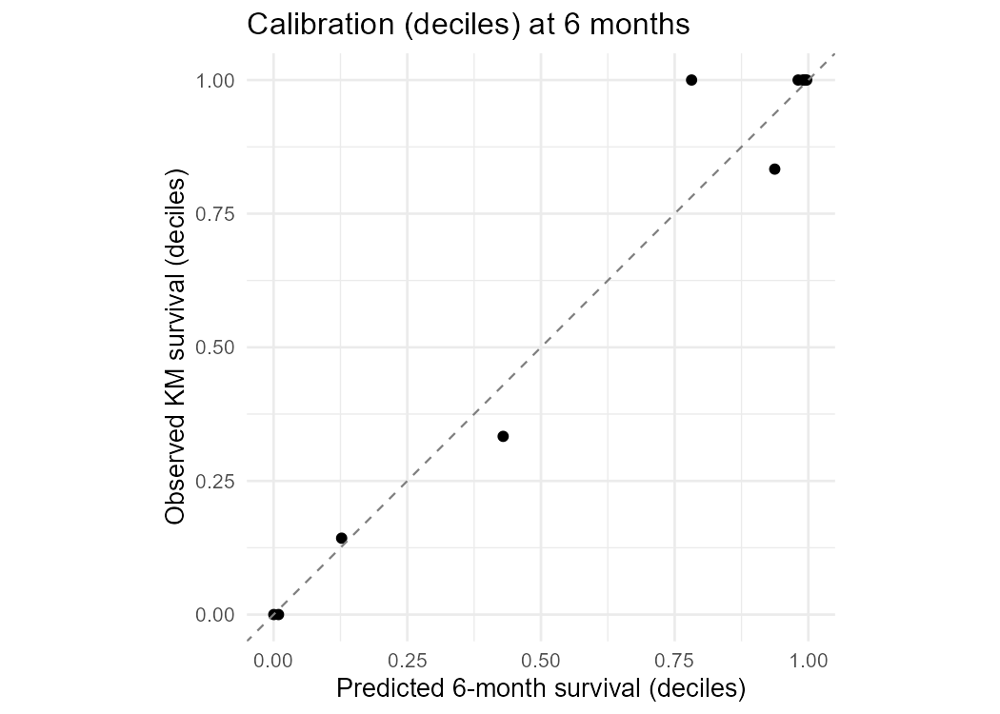 Calibration (deciles) at 6 months
Observed KM survival (deciles)
1.00
0.75
0.50
0.25
0.00
0.00 0.25 0.50 0.75 1.00
Predicted 6-month survival (deciles)